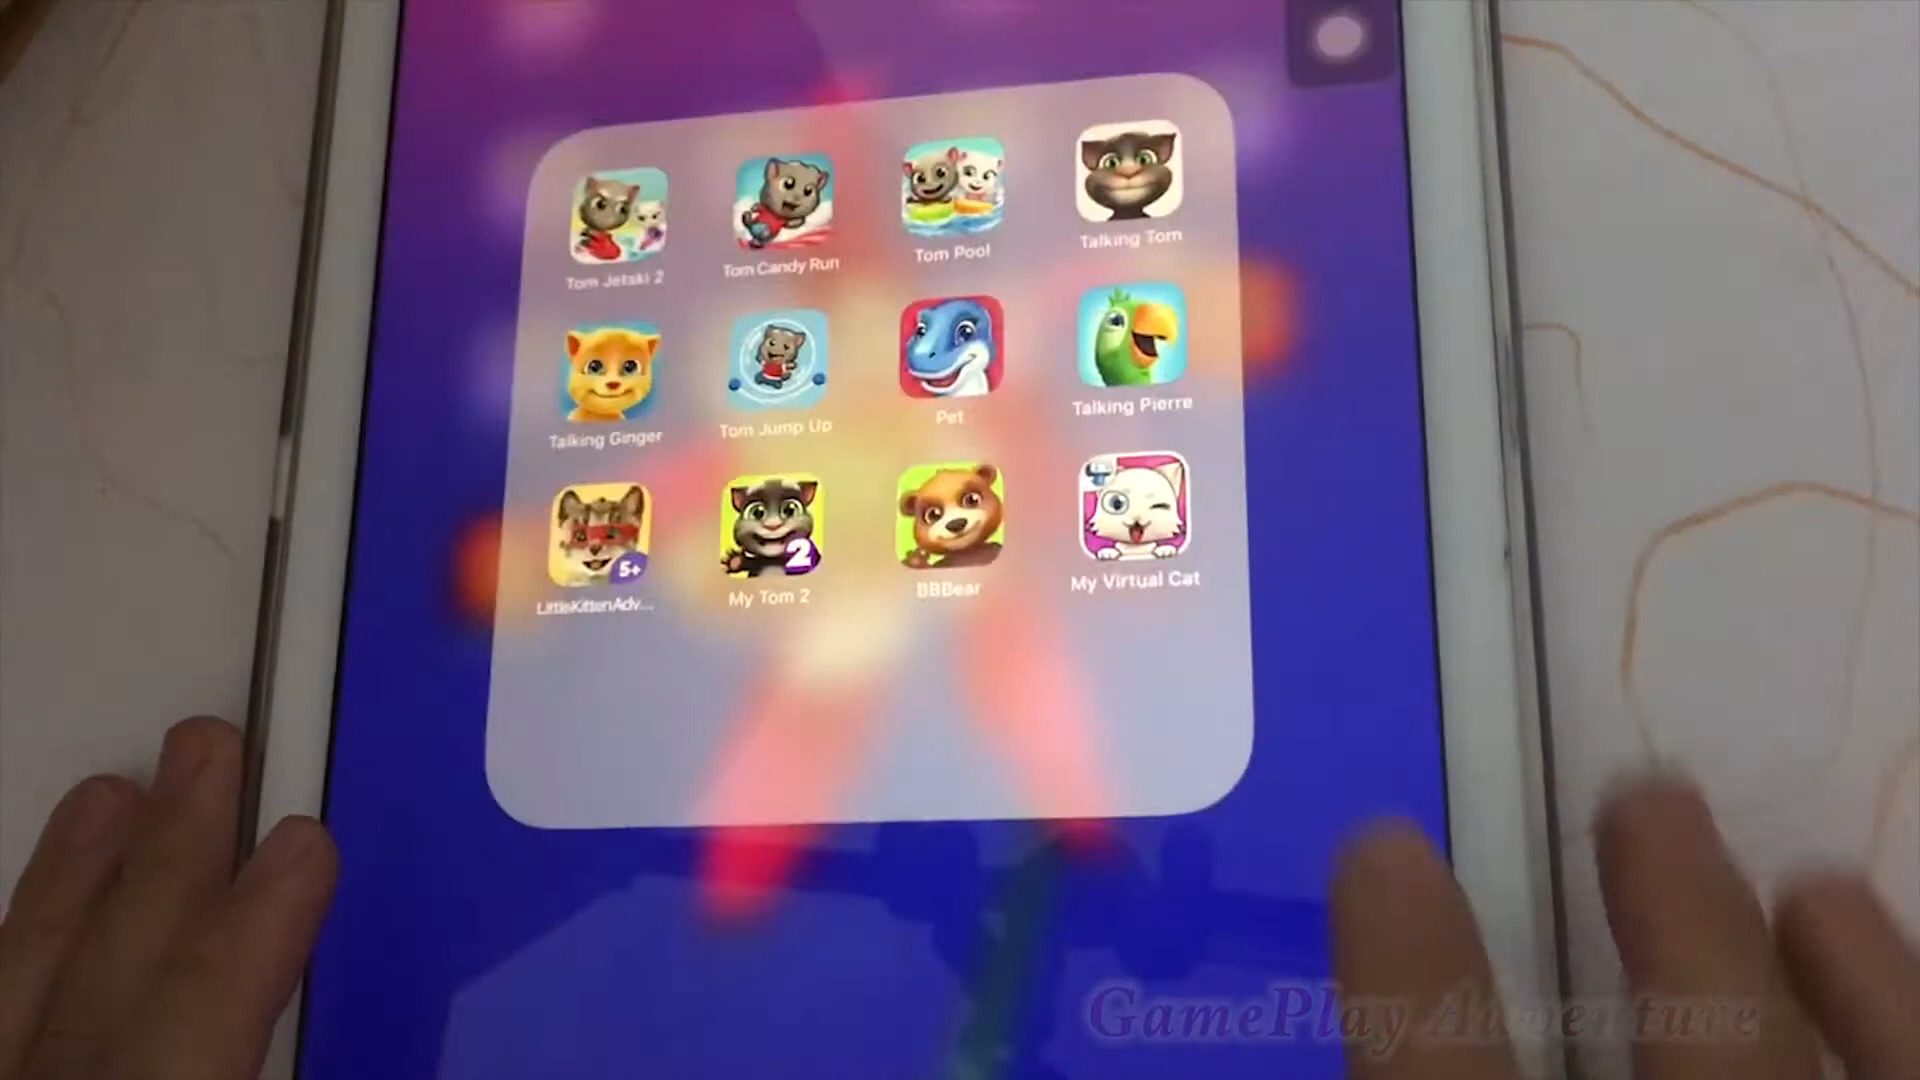 Tom Jetski 2
Tom Candy Run
Tom Pool
Talking Tom
Talking Ginger
Tom Jump Up
Pet
Talking Pierre
5+
2
LittleKittenAdv...
My Tom 2
BBBear
My Virtual Cat
GamePlay Adventure